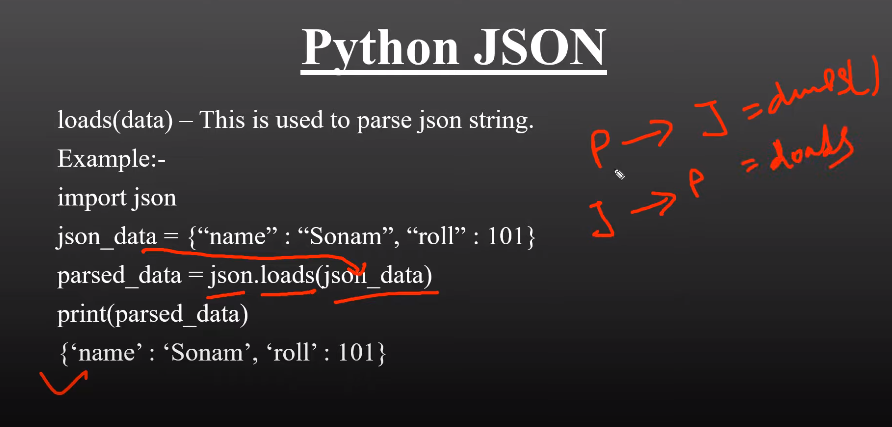 Python JSON
loads(data) – This is used to parse json string.
Example:-
import json
json_data = {“name” : “Sonam”, “roll” : 101}
parsed_data = json.loads(json_data)
print(parsed_data)
{‘name’ : ‘Sonam’, ‘roll’ : 101}
P → J = dumps()
J → P = loads